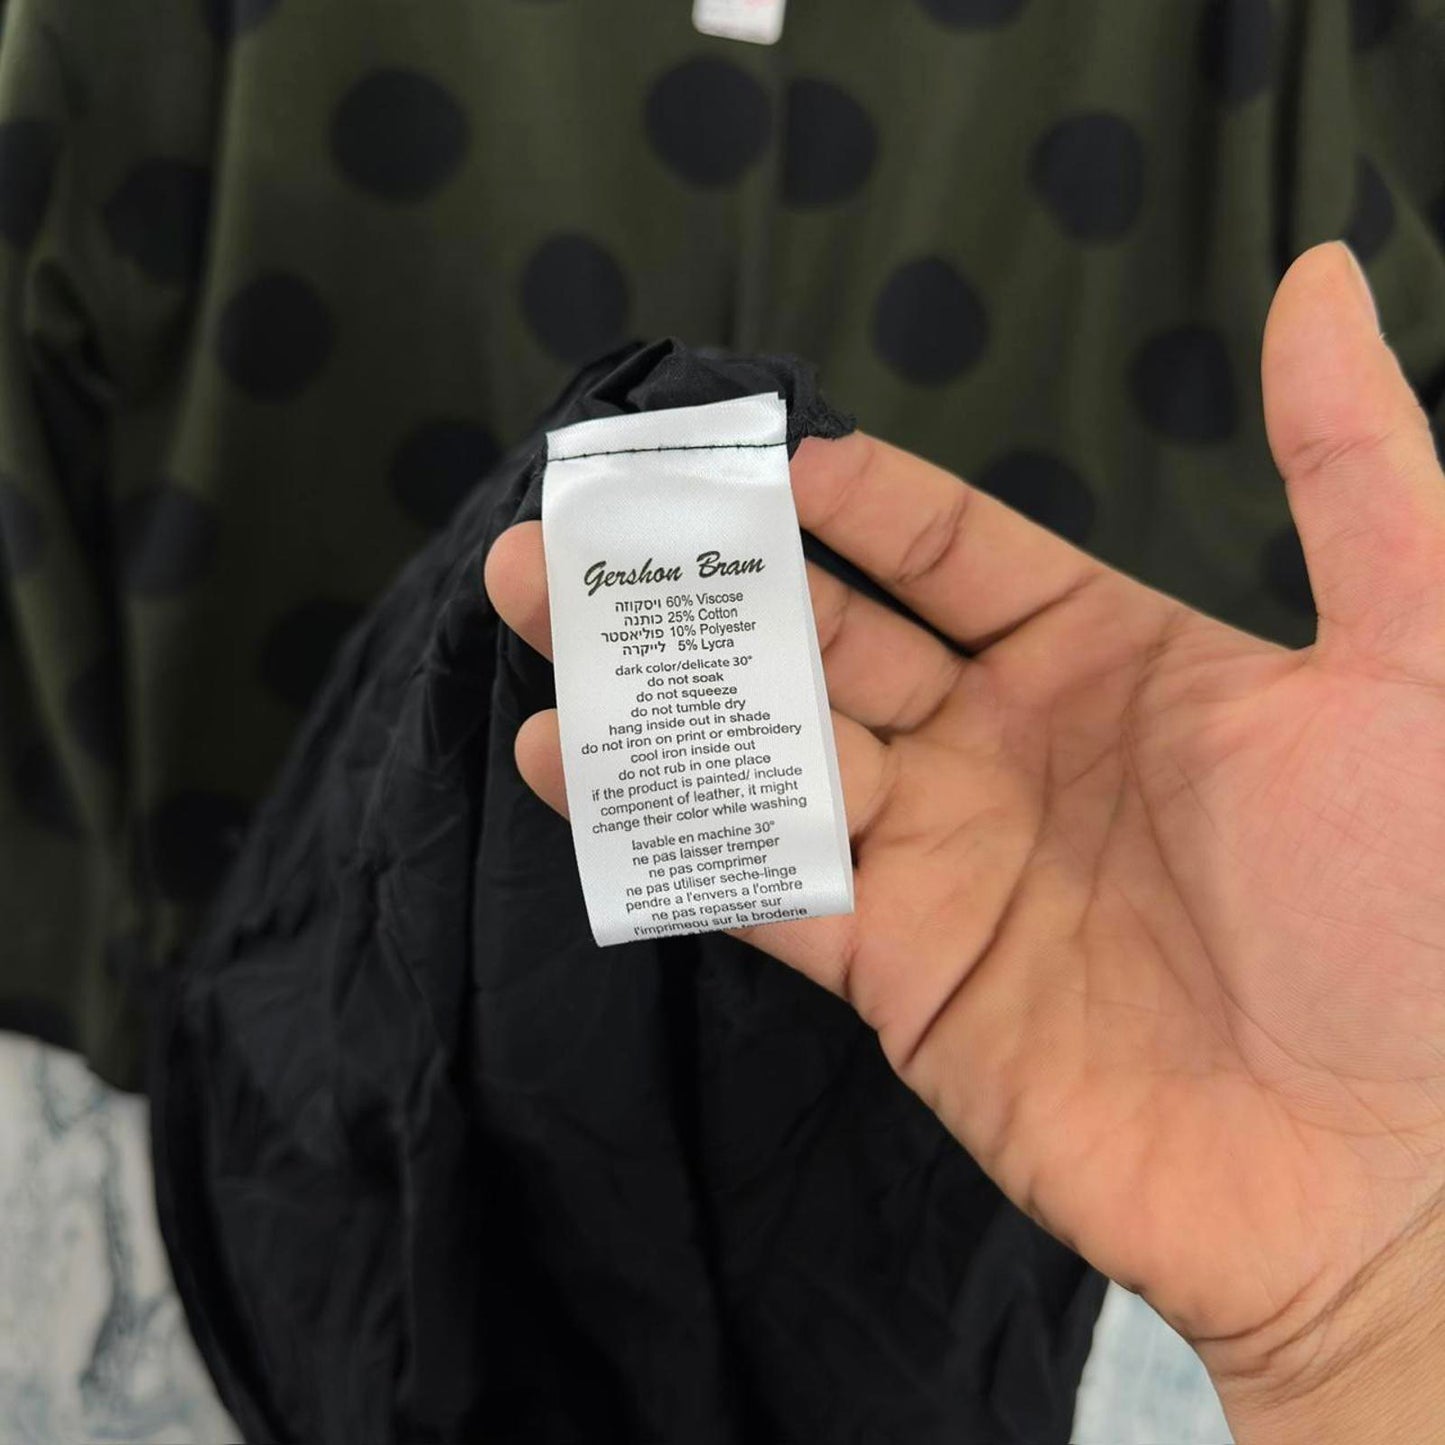 Gershon Bram
ויסקוזה 60% Viscose
כותנה 25% Cotton
פוליאסטר 10% Polyester
לייקרה 5% Lycra
dark color/delicate 30°
do not soak
do not squeeze
do not tumble dry
hang inside out in shade
do not iron on print or embroidery
cool iron inside out
do not rub in one place
if the product is painted/ include
component of leather, it might
change their color while washing
lavable en machine 30°
ne pas laisser tremper
ne pas comprimer
ne pas utiliser seche-linge
pendre a l'envers a l'ombre
ne pas repasser sur
l'imprimeou sur la broderie